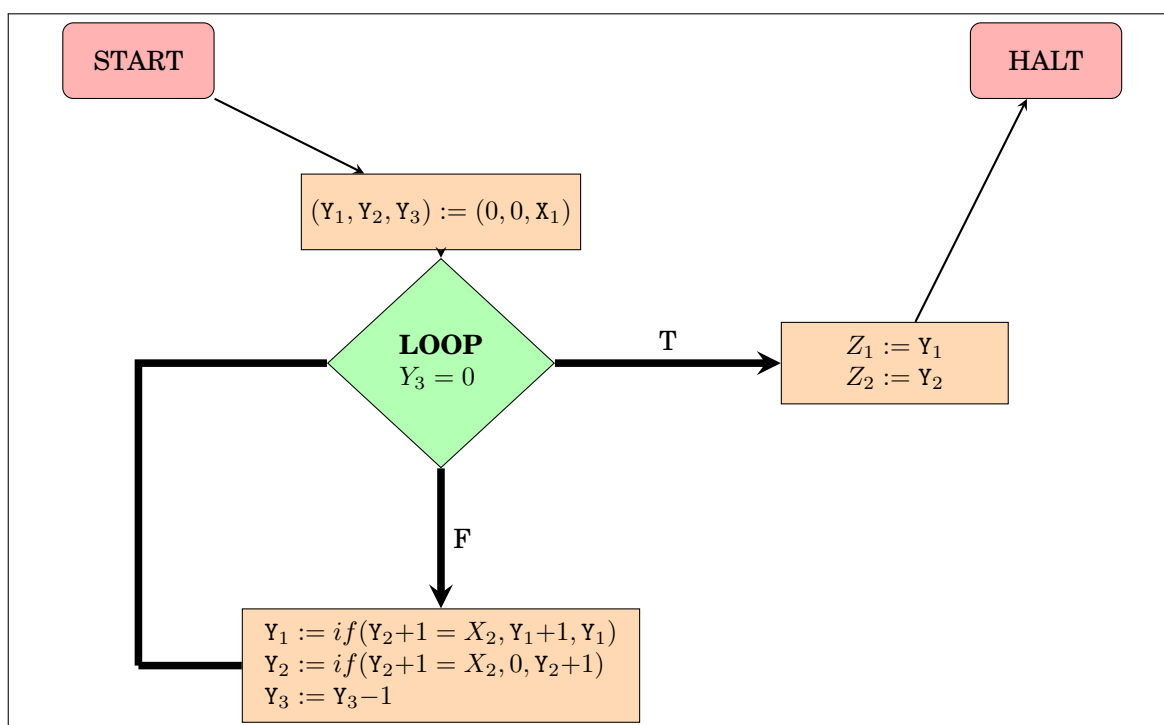 START
HALT
(Y₁, Y₂, Y₃) := (0, 0, X₁)
LOOP
Y₃ = 0
T
Z₁ := Y₁
Z₂ := Y₂
F
Y₁ := if(Y₂+1 = X₂, Y₁+1, Y₁)
Y₂ := if(Y₂+1 = X₂, 0, Y₂+1)
Y₃ := Y₃−1